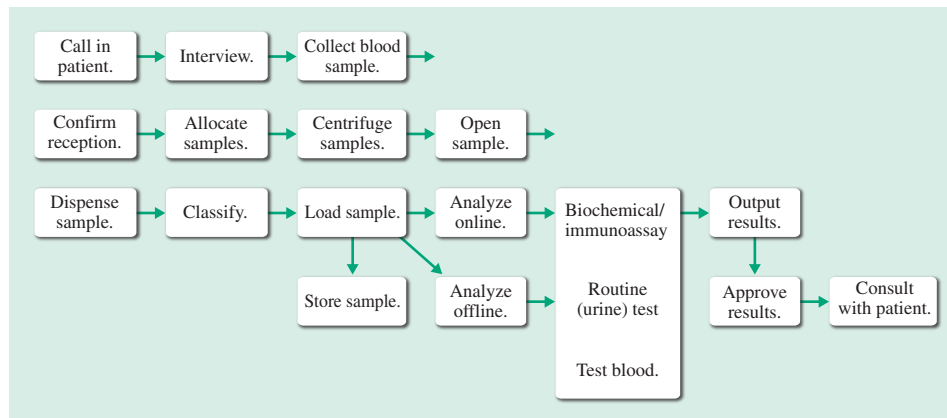 Call in
patient.
Interview.
Collect blood
sample.
Confirm
reception.
Allocate
samples.
Centrifuge
samples.
Open
sample.
Dispense
sample.
Classify.
Load sample.
Analyze
online.
Biochemical/
immunoassay
Output
results.
Store sample.
Analyze
offline.
Routine
(urine) test
Approve
results.
Consult
with patient.
Test blood.